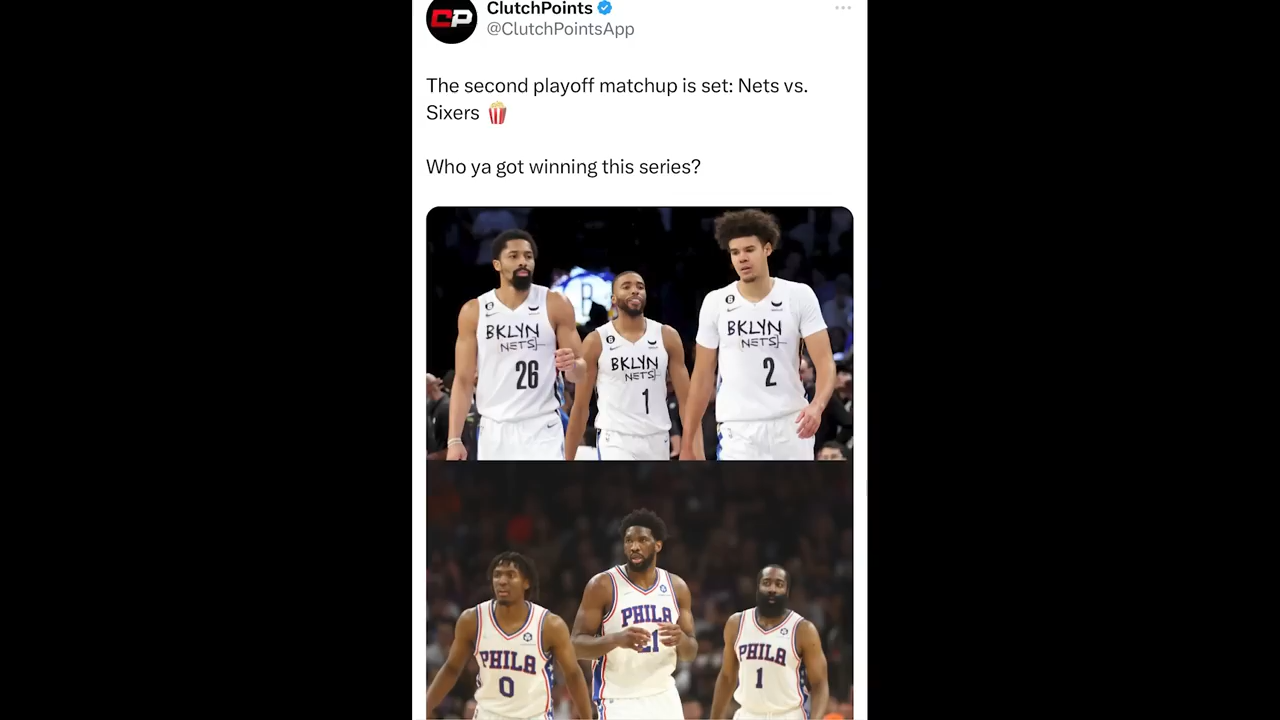 CP
ClutchPoints
@ClutchPointsApp
The second playoff matchup is set: Nets vs.
Sixers 🍿
Who ya got winning this series?
BKLYN
NETS
26
BKLYN
NETS
1
BKLYN
NETS
2
PHILA
0
PHILA
21
PHILA
1